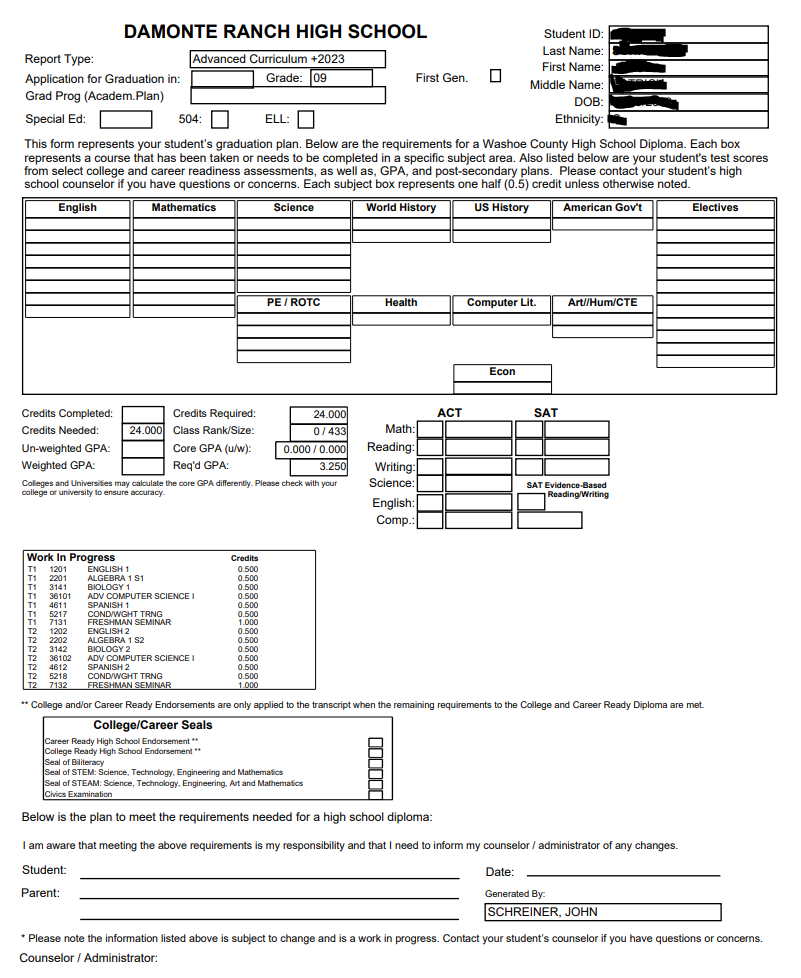 DAMONTE RANCH HIGH SCHOOL
Student ID:
Last Name:
First Name:
Middle Name:
DOB:
Ethnicity:
Report Type: Advanced Curriculum +2023
Application for Graduation in: Grade: 09 First Gen.
Grad Prog (Academ.Plan)
Special Ed: 504: ELL:
This form represents your student's graduation plan. Below are the requirements for a Washoe County High School Diploma. Each box
represents a course that has been taken or needs to be completed in a specific subject area. Also listed below are your student's test scores
from select college and career readiness assessments, as well as, GPA, and post-secondary plans. Please contact your student's high
school counselor if you have questions or concerns. Each subject box represents one half (0.5) credit unless otherwise noted.
English Mathematics Science World History US History American Gov't Electives
PE / ROTC Health Computer Lit. Art//Hum/CTE
Econ
Credits Completed: Credits Required: 24.000
Credits Needed: 24.000 Class Rank/Size: 0 / 433
Un-weighted GPA: Core GPA (u/w): 0.000 / 0.000
Weighted GPA: Req'd GPA: 3.250
Colleges and Universities may calculate the core GPA differently. Please check with your
college or university to ensure accuracy.
ACT SAT
Math:
Reading:
Writing:
Science:
SAT Evidence-Based
Reading/Writing
English:
Comp.:
Work In Progress Credits
T1 1201 ENGLISH 1 0.500
T1 2201 ALGEBRA 1 S1 0.500
T1 3141 BIOLOGY 1 0.500
T1 36101 ADV COMPUTER SCIENCE I 0.500
T1 4611 SPANISH 1 0.500
T1 5217 COND/WGHT TRNG 0.500
T1 7131 FRESHMAN SEMINAR 1.000
T2 1202 ENGLISH 2 0.500
T2 2202 ALGEBRA 1 S2 0.500
T2 3142 BIOLOGY 2 0.500
T2 36102 ADV COMPUTER SCIENCE I 0.500
T2 4612 SPANISH 2 0.500
T2 5218 COND/WGHT TRNG 0.500
T2 7132 FRESHMAN SEMINAR 1.000
** College and/or Career Ready Endorsements are only applied to the transcript when the remaining requirements to the College and Career Ready Diploma are met.
College/Career Seals
Career Ready High School Endorsement **
College Ready High School Endorsement **
Seal of Biliteracy
Seal of STEM: Science, Technology, Engineering and Mathematics
Seal of STEAM: Science, Technology, Engineering, Art and Mathematics
Civics Examination
Below is the plan to meet the requirements needed for a high school diploma:
I am aware that meeting the above requirements is my responsibility and that I need to inform my counselor / administrator of any changes.
Student: Date:
Parent: Generated By:
SCHREINER, JOHN
* Please note the information listed above is subject to change and is a work in progress. Contact your student's counselor if you have questions or concerns.
Counselor / Administrator: